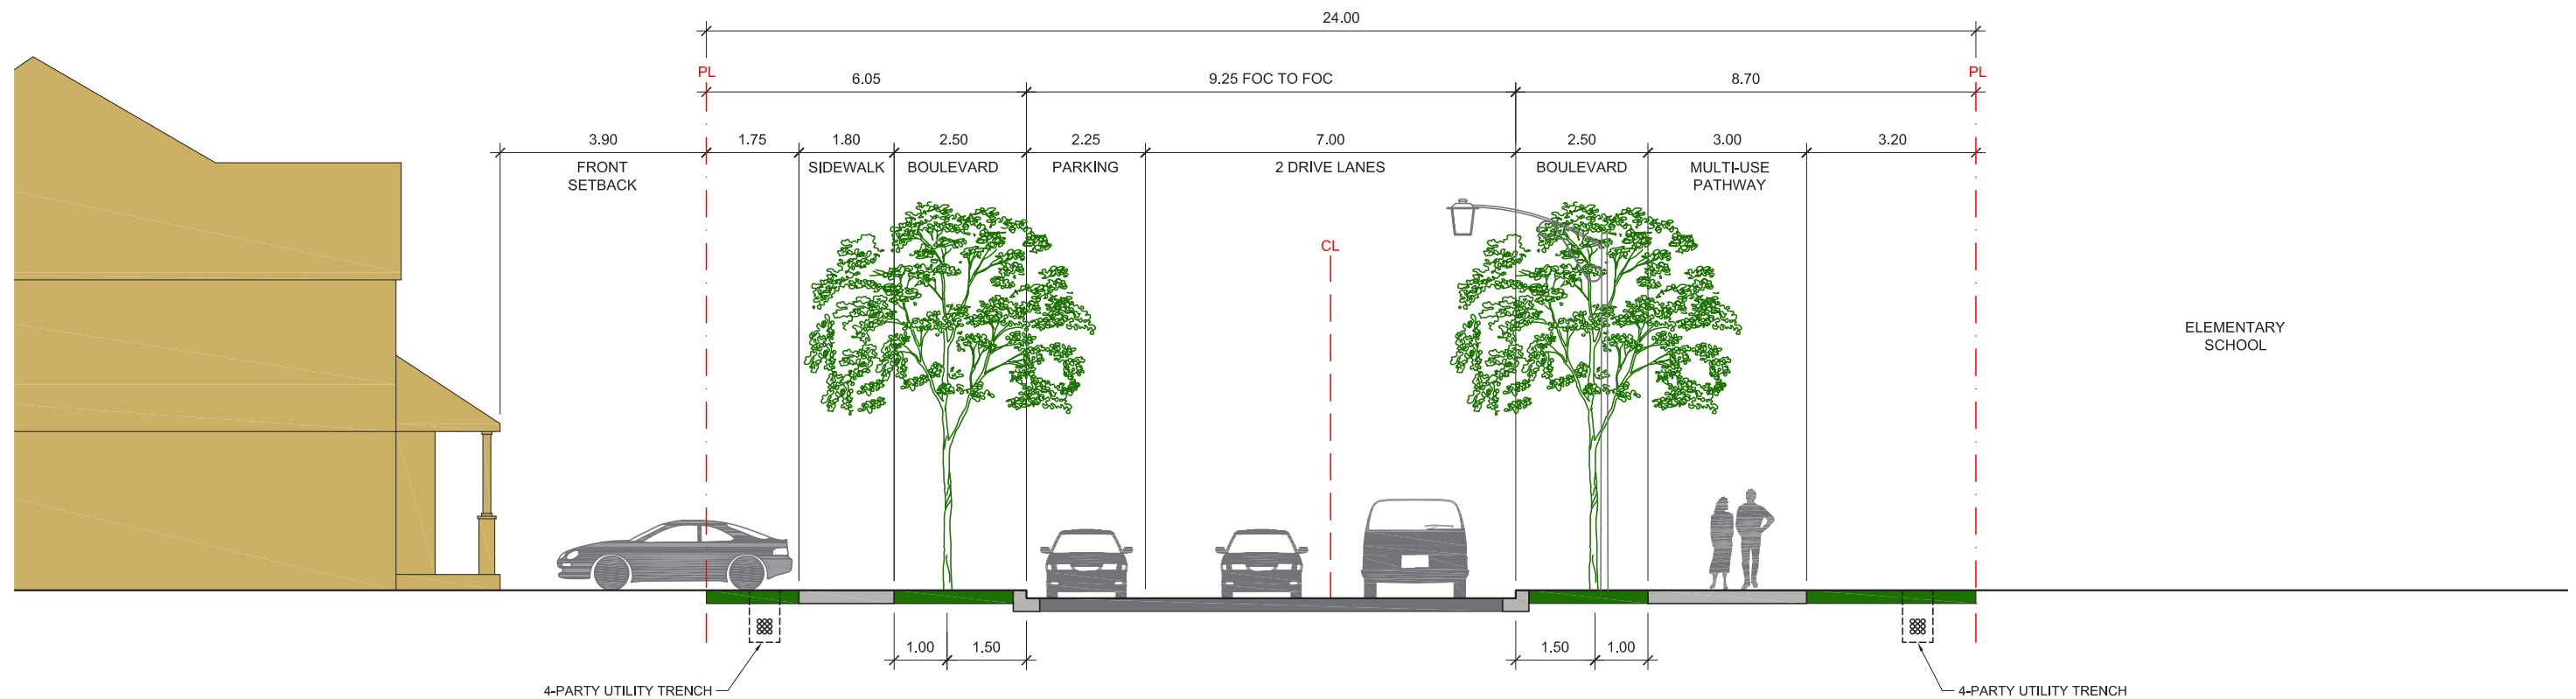 24.00
PL
6.05
9.25 FOC TO FOC
8.70
PL
3.90
1.75
1.80
2.50
2.25
7.00
2.50
3.00
3.20
FRONT
SETBACK
SIDEWALK
BOULEVARD
PARKING
2 DRIVE LANES
BOULEVARD
MULTI-USE
PATHWAY
CL
ELEMENTARY
SCHOOL
1.00
1.50
1.50
1.00
4-PARTY UTILITY TRENCH
4-PARTY UTILITY TRENCH